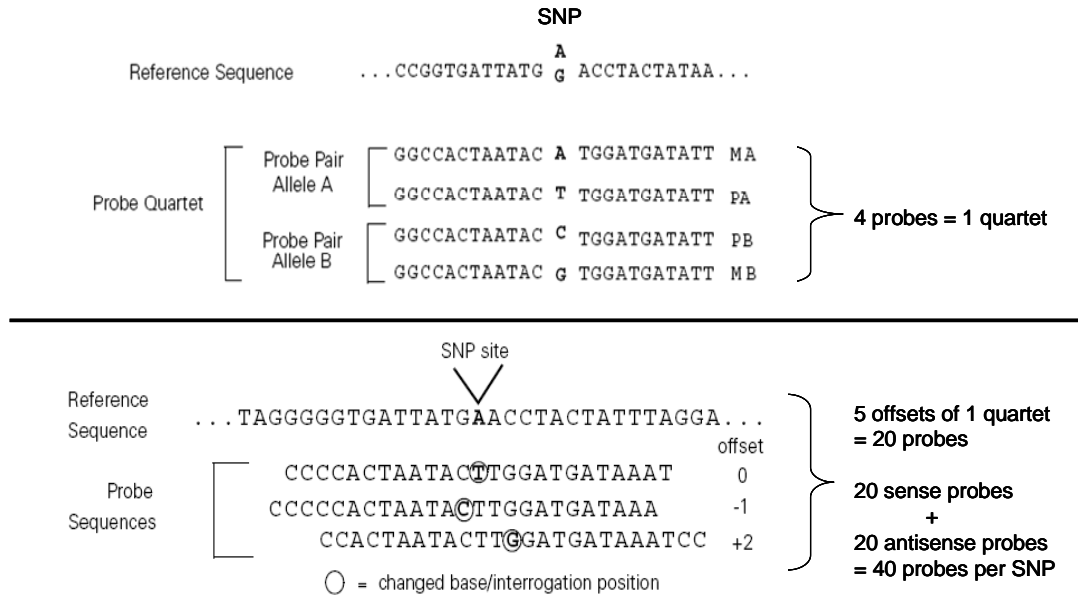 SNP
A
Reference Sequence ...CCGGTGATTATG G ACCTACTATAA...
Probe Pair
Allele A
GGCCACTAATAC A TGGATGATATT MA
GGCCACTAATAC T TGGATGATATT PA
Probe Quartet
4 probes = 1 quartet
Probe Pair
Allele B
GGCCACTAATAC C TGGATGATATT PB
GGCCACTAATAC G TGGATGATATT MB
SNP site
Reference
Sequence
...TAGGGGGTGATTATGAACCTACTATTTAGGA...
offset
Probe
Sequences
CCCCACTAATACTTGGATGATAAAT 0
CCCCCACTAATACTTGGATGATAAA -1
CCACTAATACTTGGATGATAAATCC +2
= changed base/interrogation position
5 offsets of 1 quartet
= 20 probes
20 sense probes
+
20 antisense probes
= 40 probes per SNP